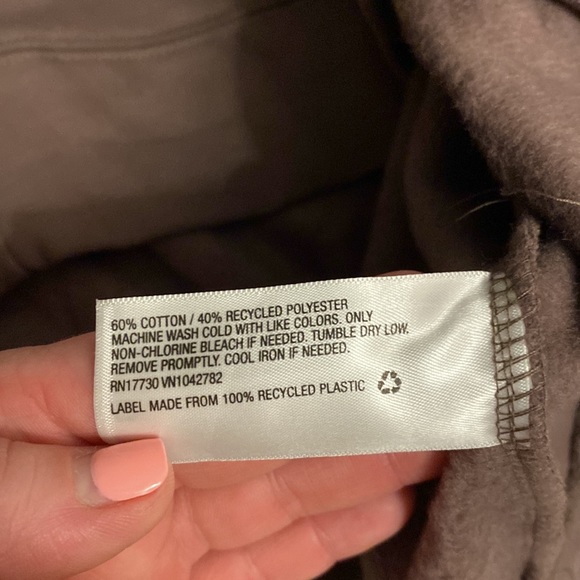 60% COTTON / 40% RECYCLED POLYESTER
MACHINE WASH COLD WITH LIKE COLORS. ONLY
NON-CHLORINE BLEACH IF NEEDED. TUMBLE DRY LOW.
REMOVE PROMPTLY. COOL IRON IF NEEDED.
RN17730 VN1042782
LABEL MADE FROM 100% RECYCLED PLASTIC